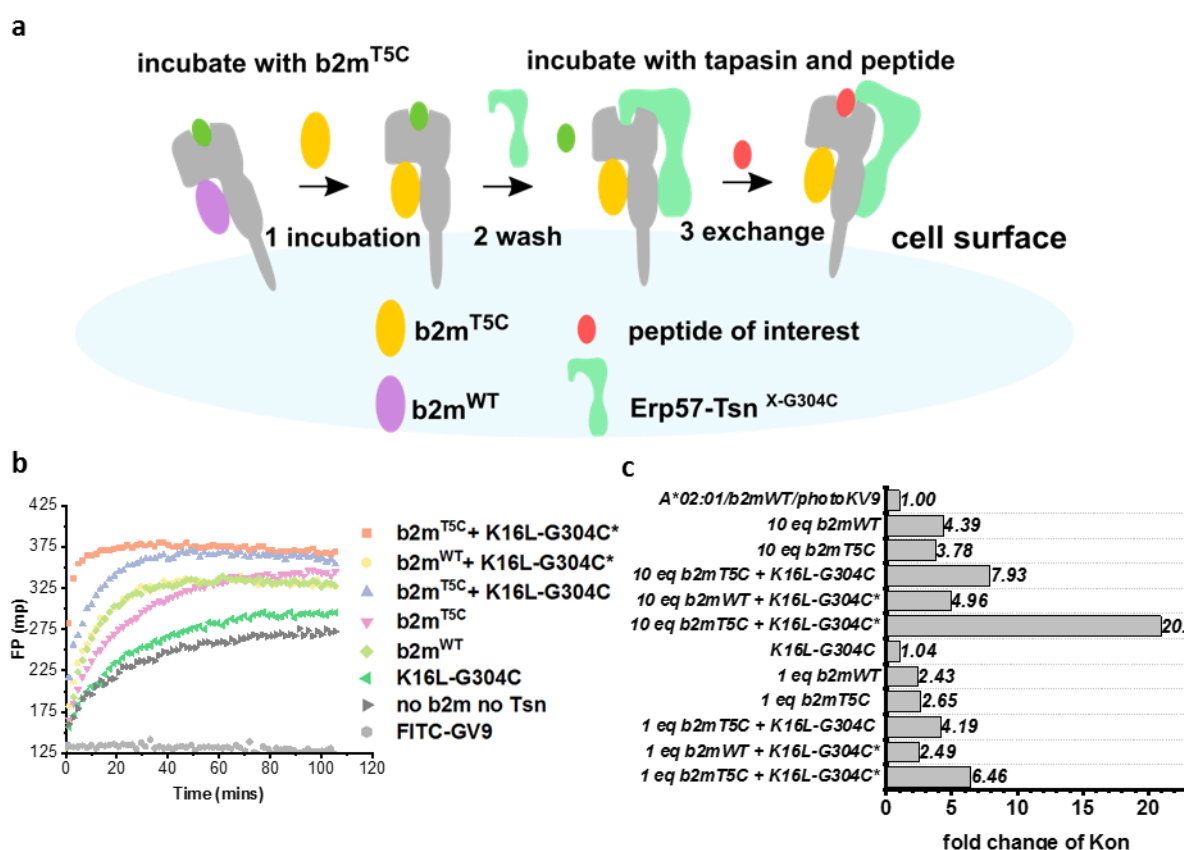 a
incubate with b2m^T5C
incubate with tapasin and peptide
1 incubation
2 wash
3 exchange
cell surface
b2m^T5C
peptide of interest
b2m^WT
Erp57-Tsn ^X-G304C
b
FP (mp)
425
375
325
275
225
175
125
0 20 40 60 80 100 120
Time (mins)
b2m^T5C + K16L-G304C*
b2m^WT + K16L-G304C*
b2m^T5C + K16L-G304C
b2m^T5C
b2m^WT
K16L-G304C
no b2m no Tsn
FITC-GV9
c
A*02:01/b2mWT/photoKV9 1.00
10 eq b2mWT 4.39
10 eq b2mT5C 3.78
10 eq b2mT5C + K16L-G304C 7.93
10 eq b2mWT + K16L-G304C* 4.96
10 eq b2mT5C + K16L-G304C* 20.
K16L-G304C 1.04
1 eq b2mWT 2.43
1 eq b2mT5C 2.65
1 eq b2mT5C + K16L-G304C 4.19
1 eq b2mWT + K16L-G304C* 2.49
1 eq b2mT5C + K16L-G304C* 6.46
0 5 10 15 20
fold change of Kon